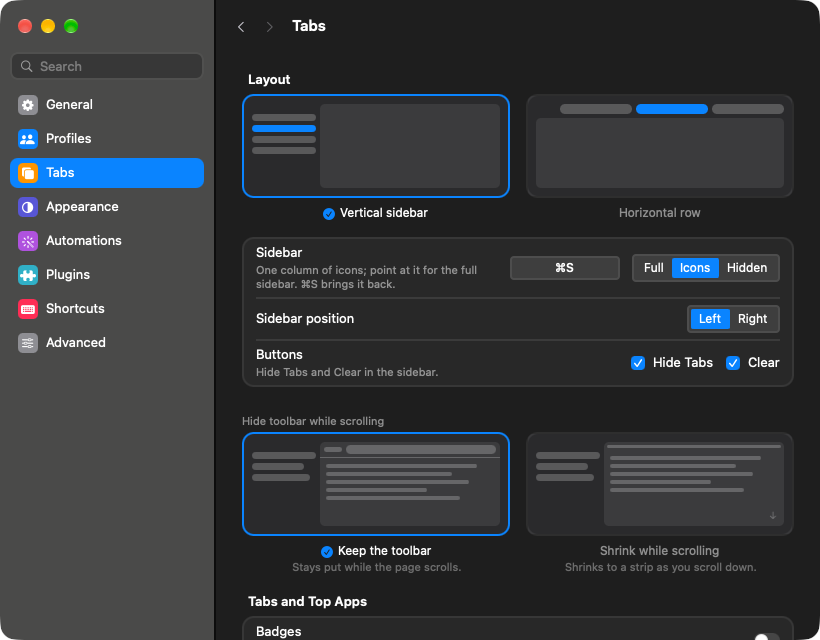 Tabs
Search
General
Profiles
Tabs
Appearance
Automations
Plugins
Shortcuts
Advanced
Layout
Vertical sidebar
Horizontal row
Sidebar
One column of icons; point at it for the full
sidebar. ⌘S brings it back.
⌘S
Full Icons Hidden
Sidebar position
Left Right
Buttons
Hide Tabs and Clear in the sidebar.
Hide Tabs Clear
Hide toolbar while scrolling
Keep the toolbar
Stays put while the page scrolls.
Shrink while scrolling
Shrinks to a strip as you scroll down.
Tabs and Top Apps
Badges